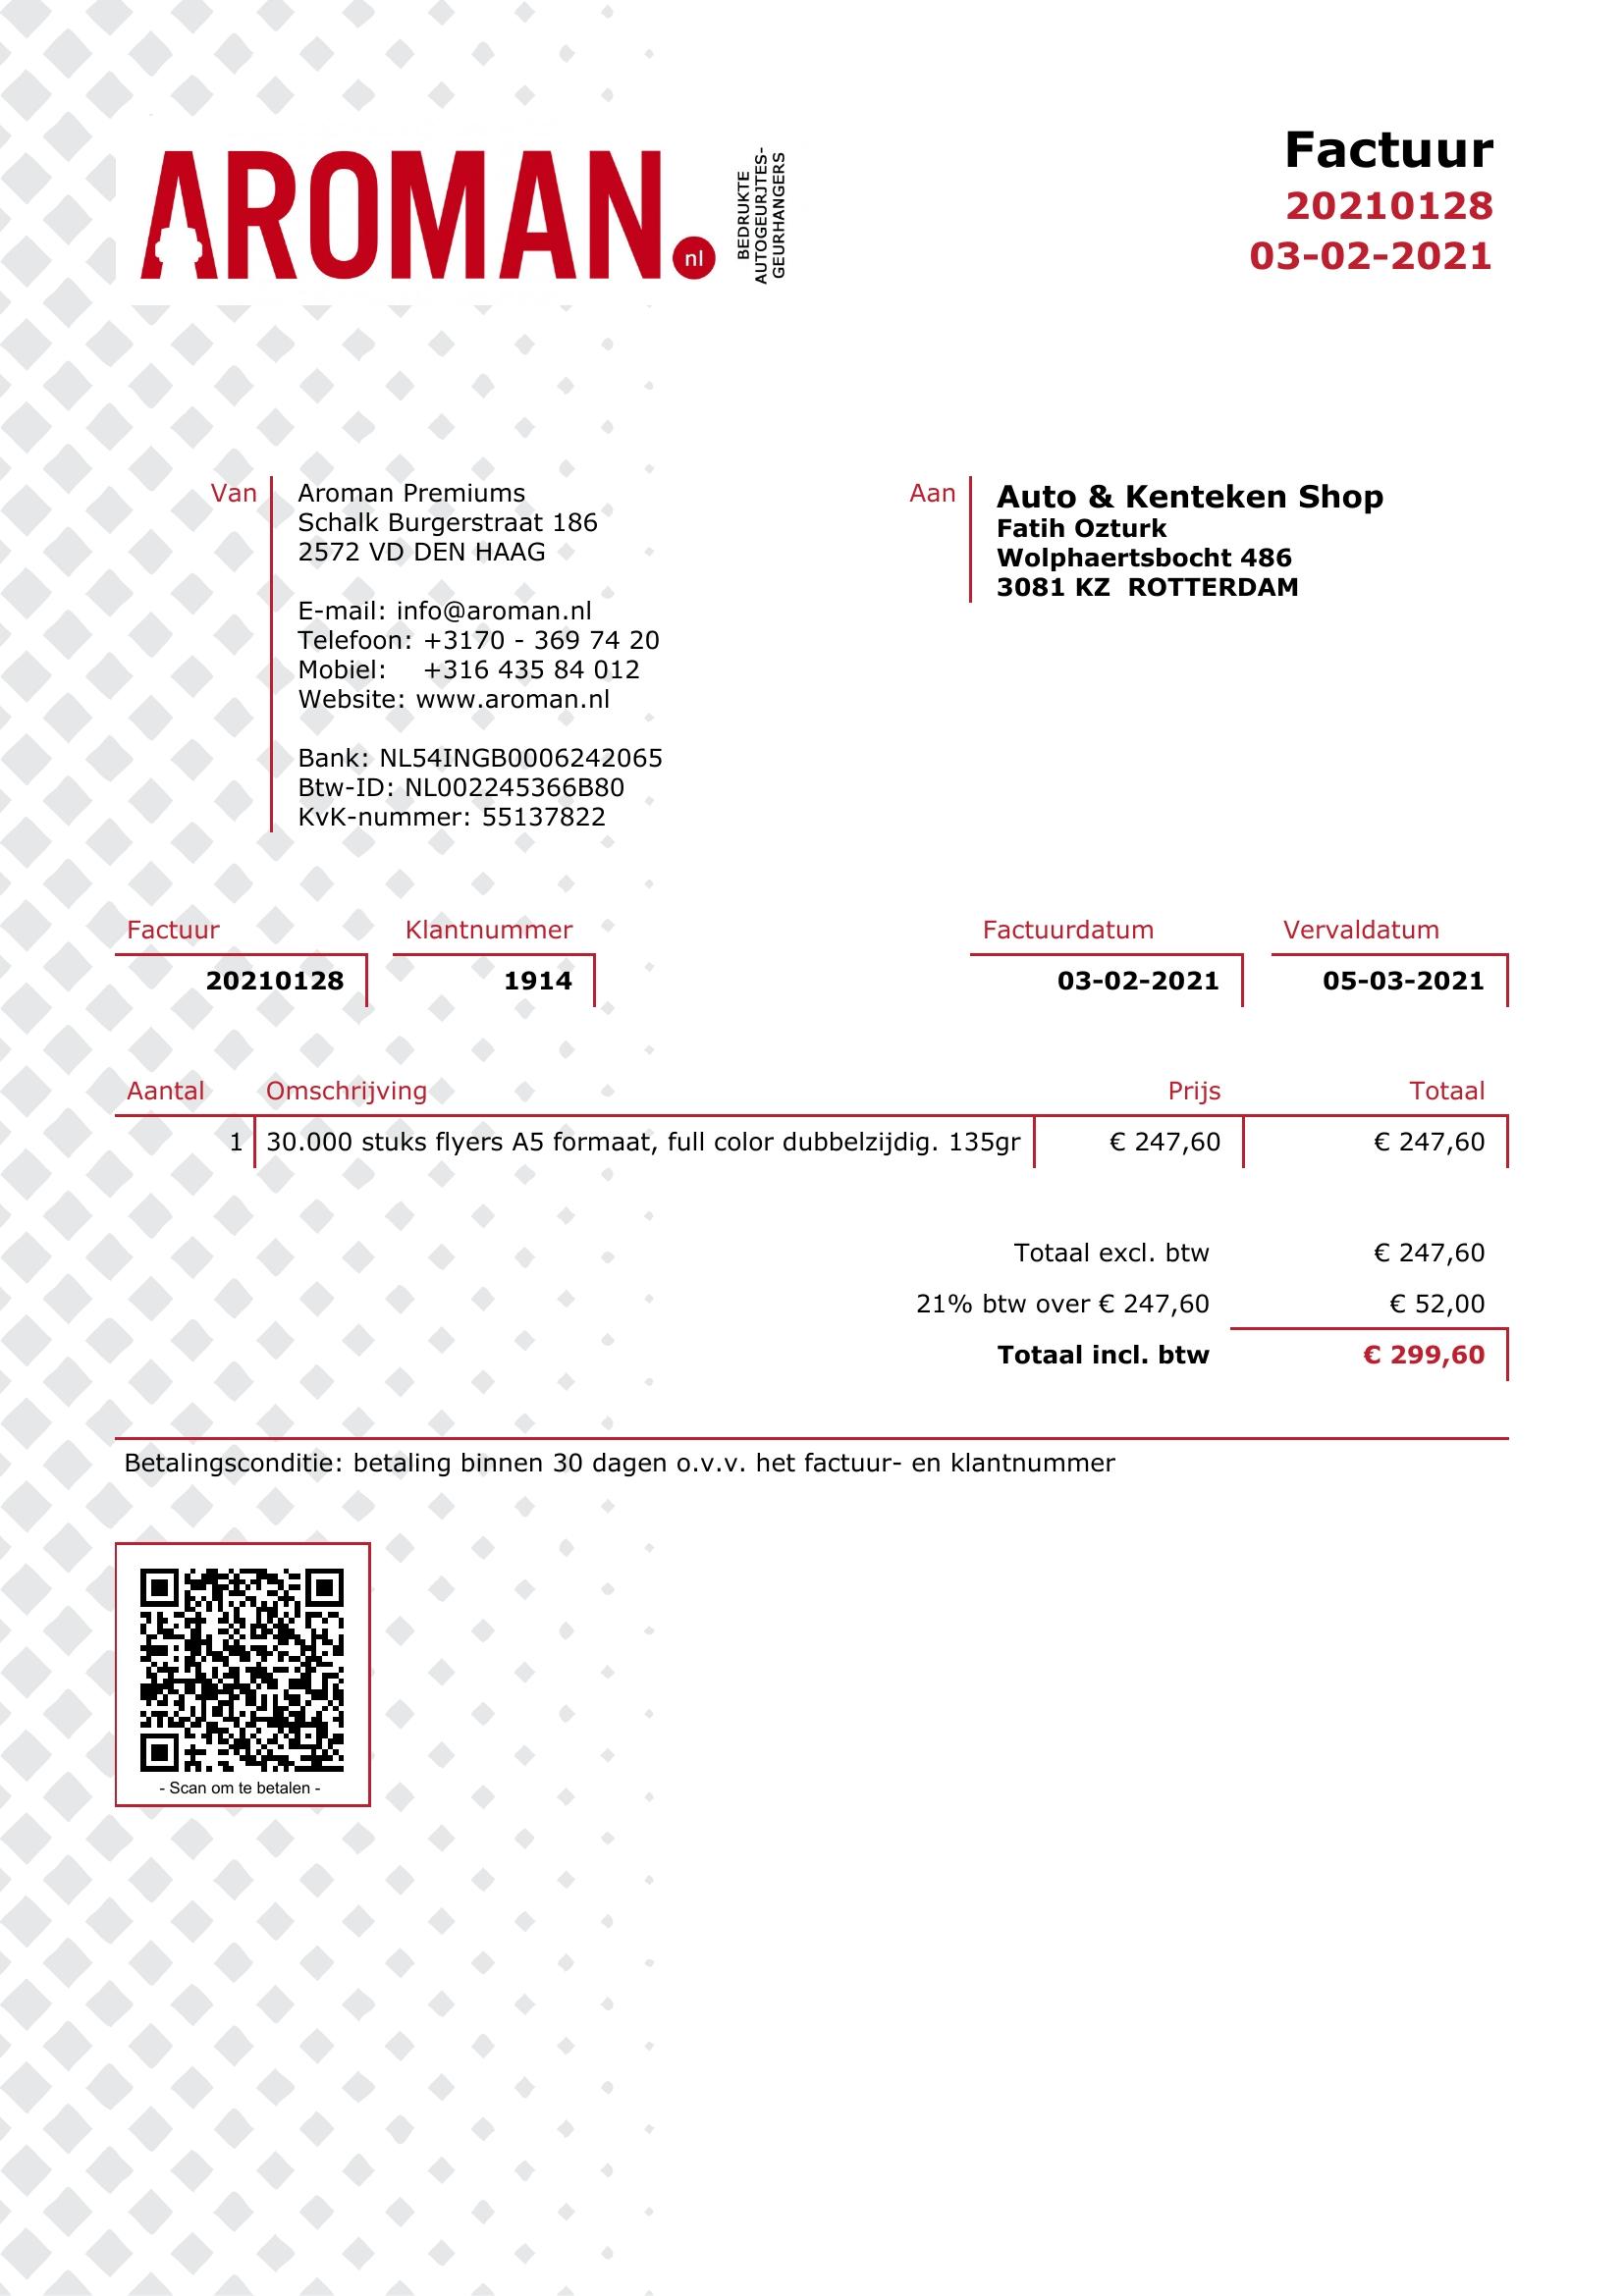 AROMAN.nl
BEDRUKTE
AUTOGEURJTES-
GEURHANGERS
Factuur
20210128
03-02-2021
Van
Aroman Premiums
Schalk Burgerstraat 186
2572 VD DEN HAAG
E-mail: info@aroman.nl
Telefoon: +3170 - 369 74 20
Mobiel: +316 435 84 012
Website: www.aroman.nl
Bank: NL54INGB0006242065
Btw-ID: NL002245366B80
KvK-nummer: 55137822
Aan
Auto & Kenteken Shop
Fatih Ozturk
Wolphaertsbocht 486
3081 KZ ROTTERDAM
Factuur Klantnummer Factuurdatum Vervaldatum
20210128 1914 03-02-2021 05-03-2021
Aantal Omschrijving Prijs Totaal
1 30.000 stuks flyers A5 formaat, full color dubbelzijdig. 135gr € 247,60 € 247,60
Totaal excl. btw € 247,60
21% btw over € 247,60 € 52,00
Totaal incl. btw € 299,60
Betalingsconditie: betaling binnen 30 dagen o.v.v. het factuur- en klantnummer
- Scan om te betalen -